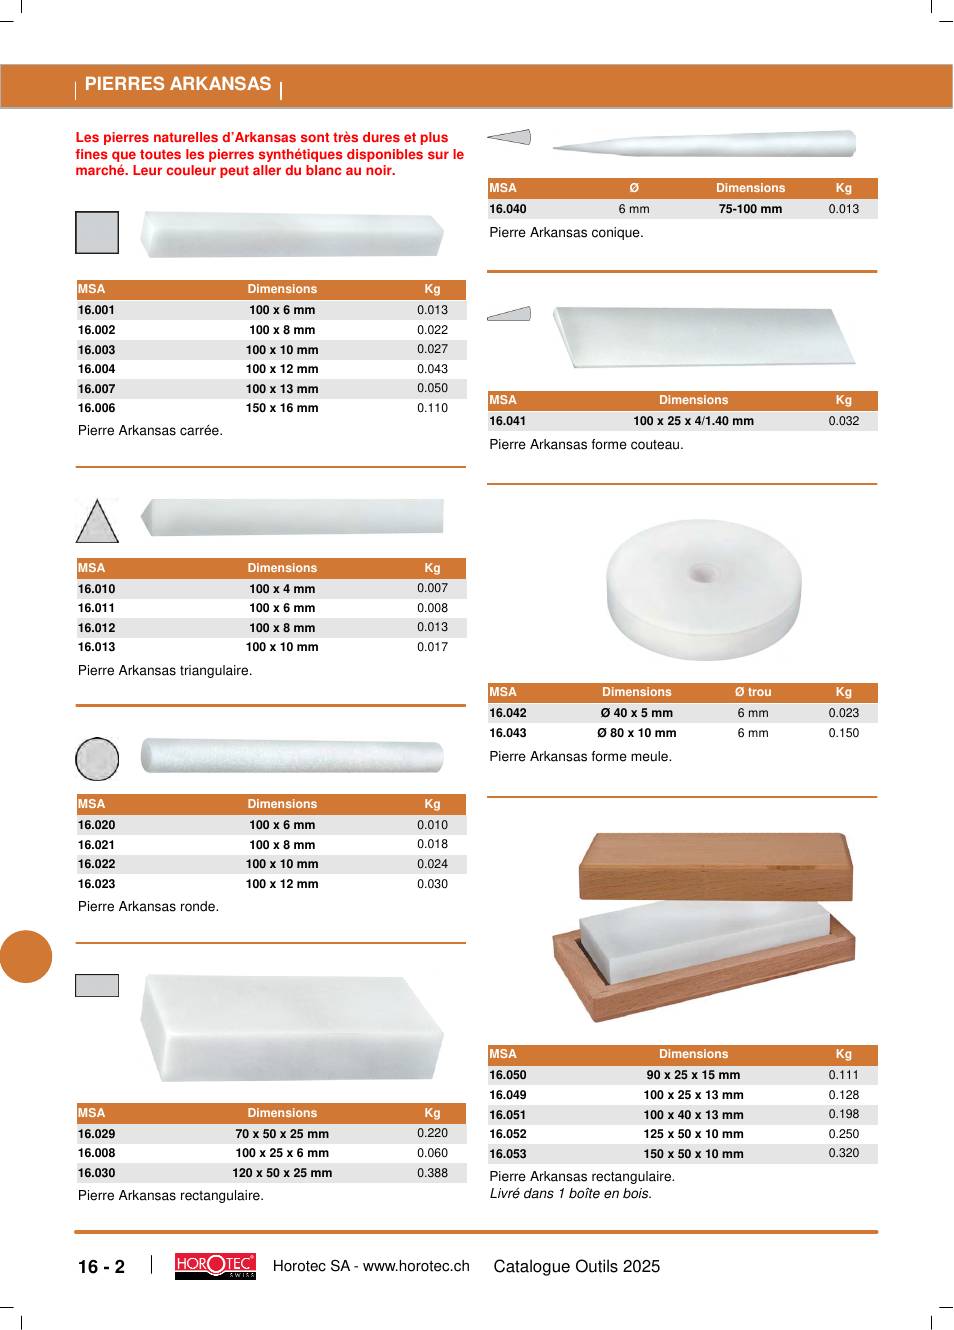 PIERRES ARKANSAS
Les pierres naturelles d'Arkansas sont très dures et plus
fines que toutes les pierres synthétiques disponibles sur le
marché. Leur couleur peut aller du blanc au noir.
MSA Dimensions Kg
16.001 100 x 6 mm 0.013
16.002 100 x 8 mm 0.022
16.003 100 x 10 mm 0.027
16.004 100 x 12 mm 0.043
16.007 100 x 13 mm 0.050
16.006 150 x 16 mm 0.110
Pierre Arkansas carrée.
MSA Dimensions Kg
16.010 100 x 4 mm 0.007
16.011 100 x 6 mm 0.008
16.012 100 x 8 mm 0.013
16.013 100 x 10 mm 0.017
Pierre Arkansas triangulaire.
MSA Dimensions Kg
16.020 100 x 6 mm 0.010
16.021 100 x 8 mm 0.018
16.022 100 x 10 mm 0.024
16.023 100 x 12 mm 0.030
Pierre Arkansas ronde.
MSA Dimensions Kg
16.029 70 x 50 x 25 mm 0.220
16.008 100 x 25 x 6 mm 0.060
16.030 120 x 50 x 25 mm 0.388
Pierre Arkansas rectangulaire.
MSA Ø Dimensions Kg
16.040 6 mm 75-100 mm 0.013
Pierre Arkansas conique.
MSA Dimensions Kg
16.041 100 x 25 x 4/1.40 mm 0.032
Pierre Arkansas forme couteau.
MSA Dimensions Ø trou Kg
16.042 Ø 40 x 5 mm 6 mm 0.023
16.043 Ø 80 x 10 mm 6 mm 0.150
Pierre Arkansas forme meule.
MSA Dimensions Kg
16.050 90 x 25 x 15 mm 0.111
16.049 100 x 25 x 13 mm 0.128
16.051 100 x 40 x 13 mm 0.198
16.052 125 x 50 x 10 mm 0.250
16.053 150 x 50 x 10 mm 0.320
Pierre Arkansas rectangulaire.
Livré dans 1 boîte en bois.
16 - 2 HOROTEC® SWISS Horotec SA - www.horotec.ch Catalogue Outils 2025